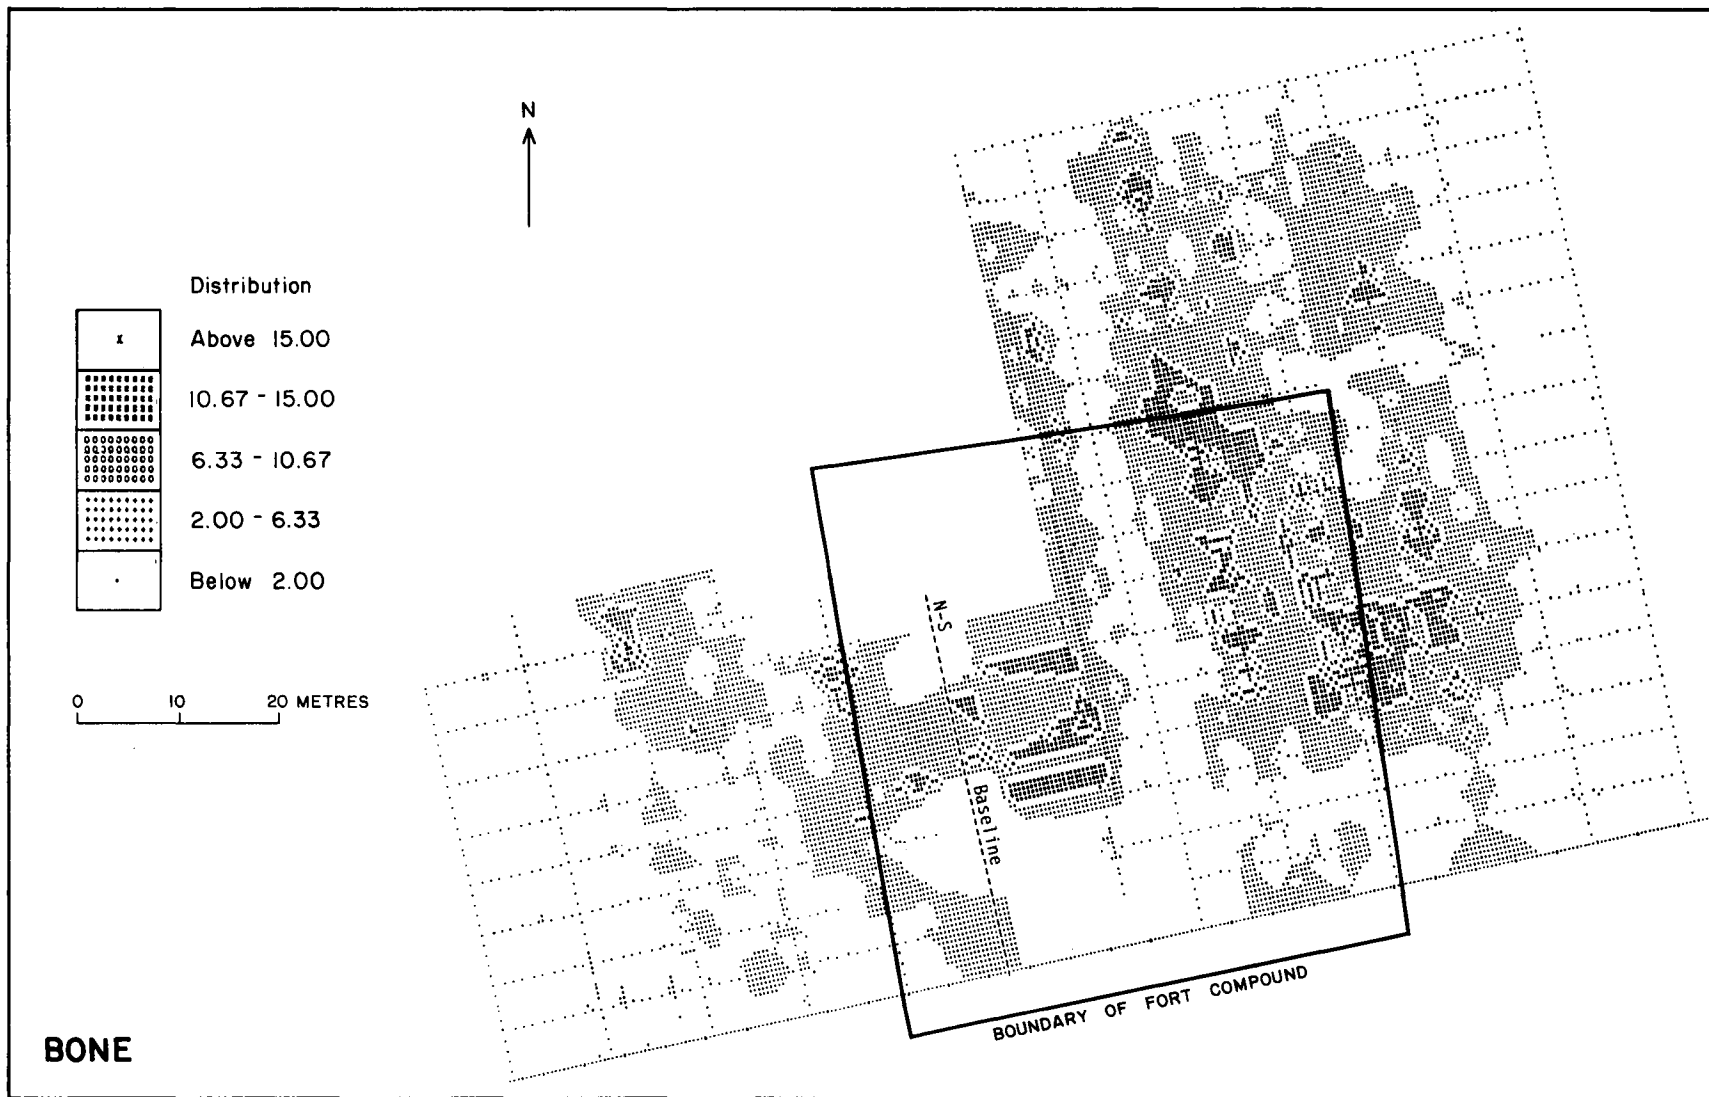 N
Distribution
x
Above 15.00
10.67 - 15.00
6.33 - 10.67
2.00 - 6.33
Below 2.00
0 10 20 METRES
N-S
Baseline
BOUNDARY OF FORT COMPOUND
BONE